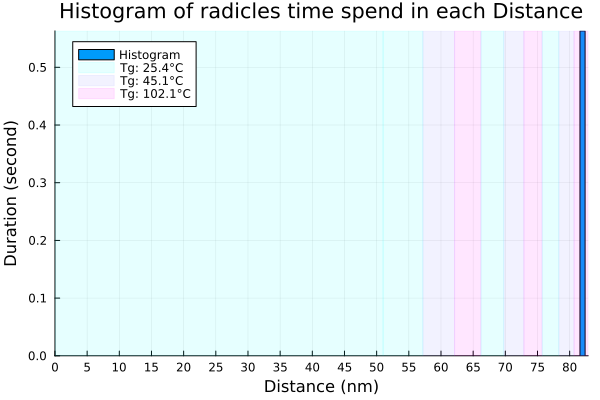 Histogram of radicles time spend in each Distance
Histogram
Tg: 25.4°C
Tg: 45.1°C
Tg: 102.1°C
Duration (second)
0.5
0.4
0.3
0.2
0.1
0.0
0 5 10 15 20 25 30 35 40 45 50 55 60 65 70 75 80
Distance (nm)